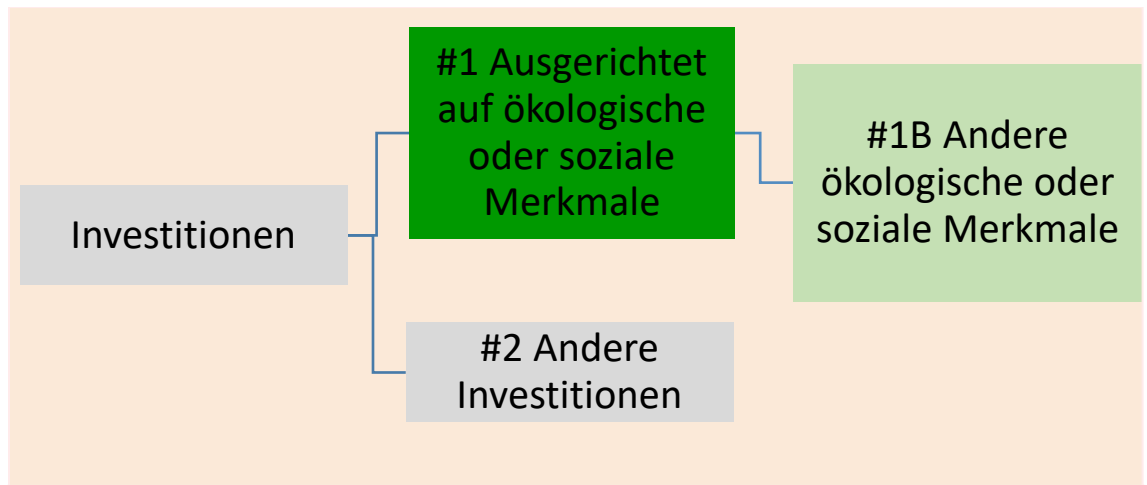 Investitionen
#1 Ausgerichtet
auf ökologische
oder soziale
Merkmale
#1B Andere
ökologische oder
soziale Merkmale
#2 Andere
Investitionen